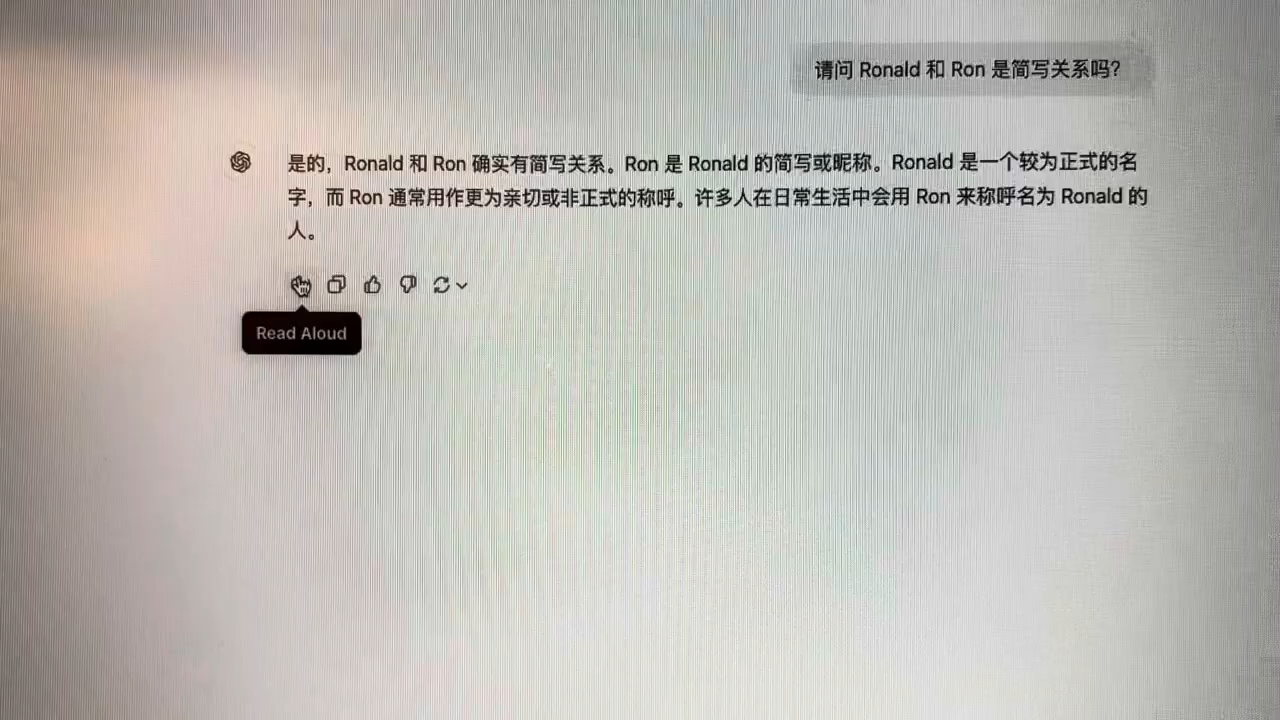 请问 Ronald 和 Ron 是简写关系吗?
是的，Ronald 和 Ron 确实有简写关系。Ron 是 Ronald 的简写或昵称。Ronald 是一个较为正式的名
字，而 Ron 通常用作更为亲切或非正式的称呼。许多人在日常生活中会用 Ron 来称呼名为 Ronald 的
人。
Read Aloud